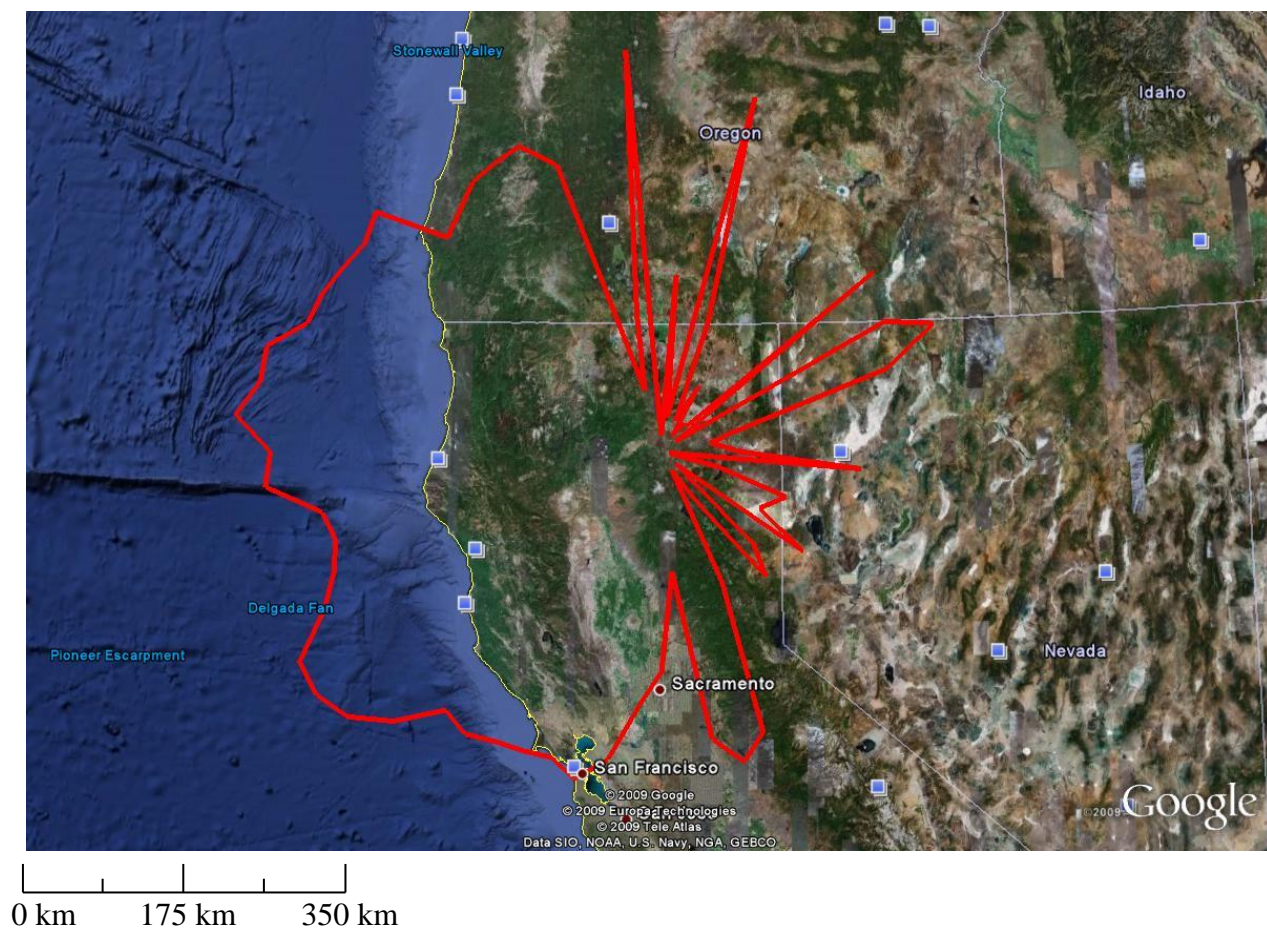 Stonewall Valley
Idaho
Oregon
Delgada Fan
Pioneer Escarpment
Nevada
Sacramento
San Francisco
© 2009 Google
© 2009 Europa Technologies
© 2009 Tele Atlas
Data SIO, NOAA, U.S. Navy, NGA, GEBCO
©2009
Google
0 km 175 km 350 km